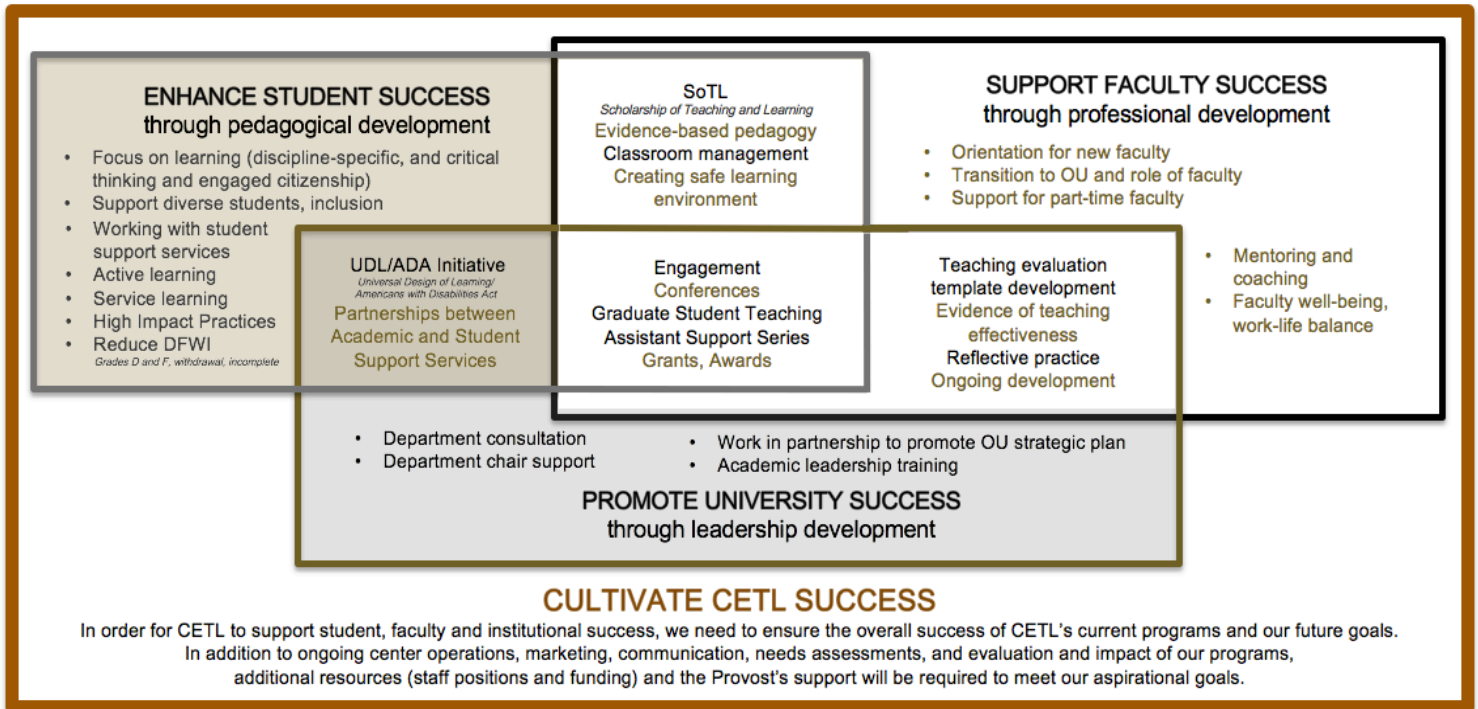 ENHANCE STUDENT SUCCESS
through pedagogical development
• Focus on learning (discipline-specific, and critical
thinking and engaged citizenship)
• Support diverse students, inclusion
• Working with student
support services
• Active learning
• Service learning
• High Impact Practices
• Reduce DFWI
Grades D and F, withdrawal, incomplete
SoTL
Scholarship of Teaching and Learning
Evidence-based pedagogy
Classroom management
Creating safe learning
environment
SUPPORT FACULTY SUCCESS
through professional development
• Orientation for new faculty
• Transition to OU and role of faculty
• Support for part-time faculty
• Mentoring and
coaching
• Faculty well-being,
work-life balance
UDL/ADA Initiative
Universal Design of Learning/
Americans with Disabilities Act
Partnerships between
Academic and Student
Support Services
Engagement
Conferences
Graduate Student Teaching
Assistant Support Series
Grants, Awards
Teaching evaluation
template development
Evidence of teaching
effectiveness
Reflective practice
Ongoing development
• Department consultation
• Department chair support
• Work in partnership to promote OU strategic plan
• Academic leadership training
PROMOTE UNIVERSITY SUCCESS
through leadership development
CULTIVATE CETL SUCCESS
In order for CETL to support student, faculty and institutional success, we need to ensure the overall success of CETL's current programs and our future goals.
In addition to ongoing center operations, marketing, communication, needs assessments, and evaluation and impact of our programs,
additional resources (staff positions and funding) and the Provost's support will be required to meet our aspirational goals.